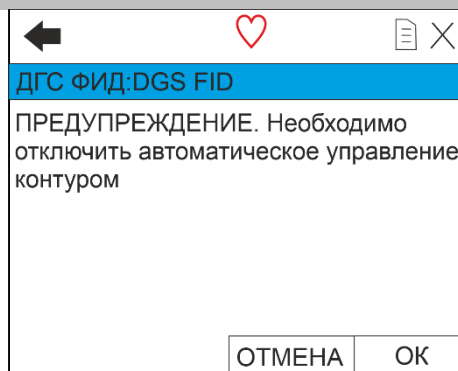 ДГС ФИД:DGS FID
ПРЕДУПРЕЖДЕНИЕ. Необходимо
отключить автоматическое управление
контуром
ОТМЕНА
ОК